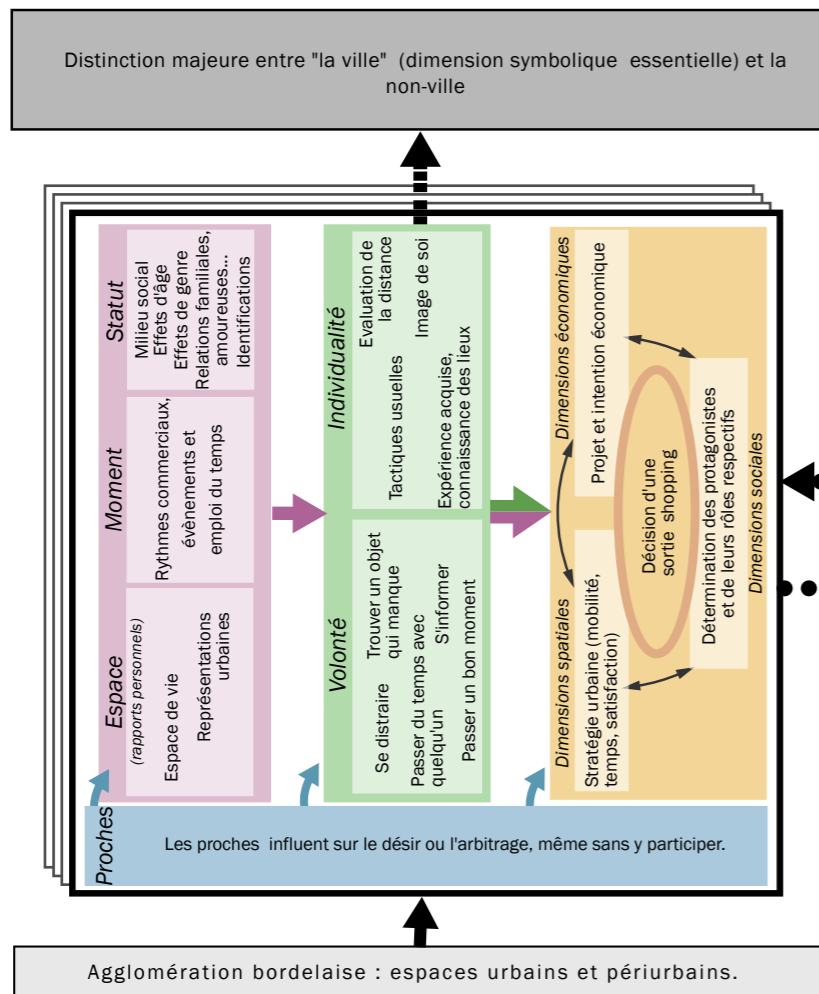 Distinction majeure entre "la ville" (dimension symbolique essentielle) et la
non-ville
Statut
Milieu social
Effets d'âge
Effets de genre
Relations familiales,
amoureuses...
Identifications
Moment
Rythmes commerciaux,
évènements et
emploi du temps
Espace
(rapports personnels)
Espace de vie
Représentations
urbaines
Individualité
Evaluation de
la distance
Image de soi
Tactiques usuelles
Expérience acquise,
connaissance des lieux
Volonté
Trouver un objet
qui manque
Se distraire
S'informer
Passer du temps avec
quelqu'un
Passer un bon moment
Dimensions économiques
Projet et intention économique
Décision d'une
sortie shopping
Dimensions spatiales
Stratégie urbaine (mobilité,
temps, satisfaction)
Détermination des protagonistes
et de leurs rôles respectifs
Dimensions sociales
Proches
Les proches influent sur le désir ou l'arbitrage, même sans y participer.
Agglomération bordelaise : espaces urbains et périurbains.